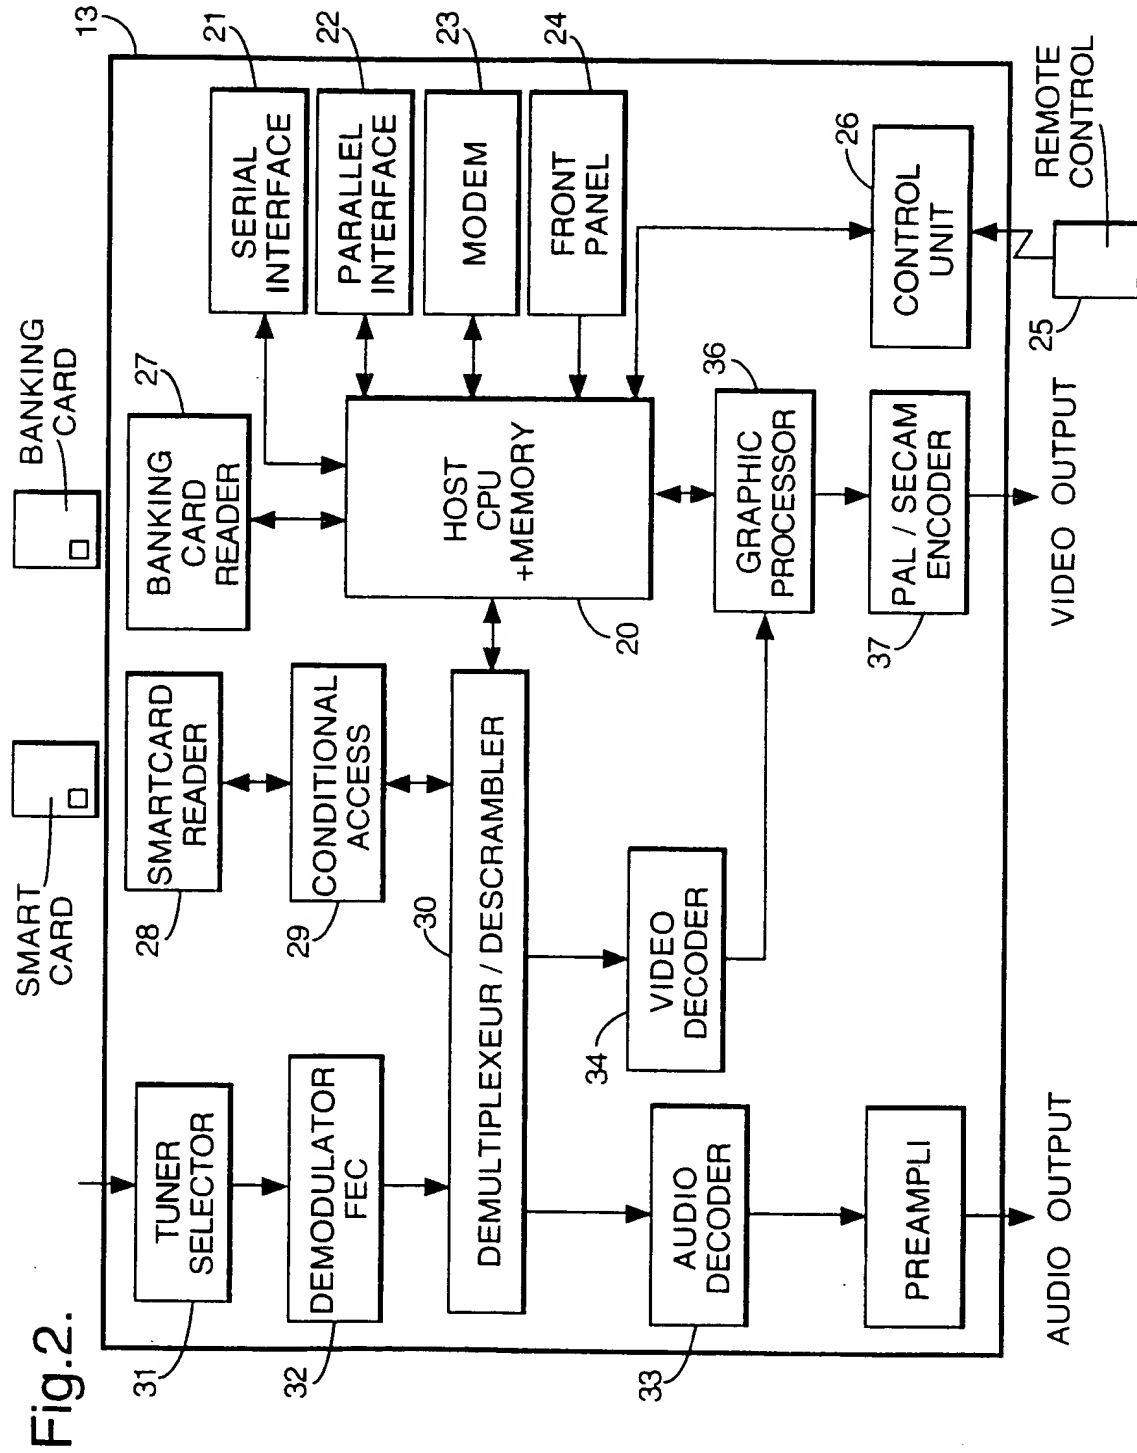 Fig.2.
SMART
CARD
BANKING
CARD
13
31
TUNER
SELECTOR
28
SMARTCARD
READER
27
BANKING
CARD
READER
21
SERIAL
INTERFACE
22
PARALLEL
INTERFACE
32
DEMODULATOR
FEC
29
CONDITIONAL
ACCESS
23
MODEM
30
DEMULTIPLEXEUR / DESCRAMBLER
HOST
CPU
+MEMORY
20
24
FRONT
PANEL
33
AUDIO
DECODER
34
VIDEO
DECODER
36
GRAPHIC
PROCESSOR
26
CONTROL
UNIT
PREAMPLI
37
PAL / SECAM
ENCODER
25
REMOTE
CONTROL
AUDIO OUTPUT
VIDEO OUTPUT